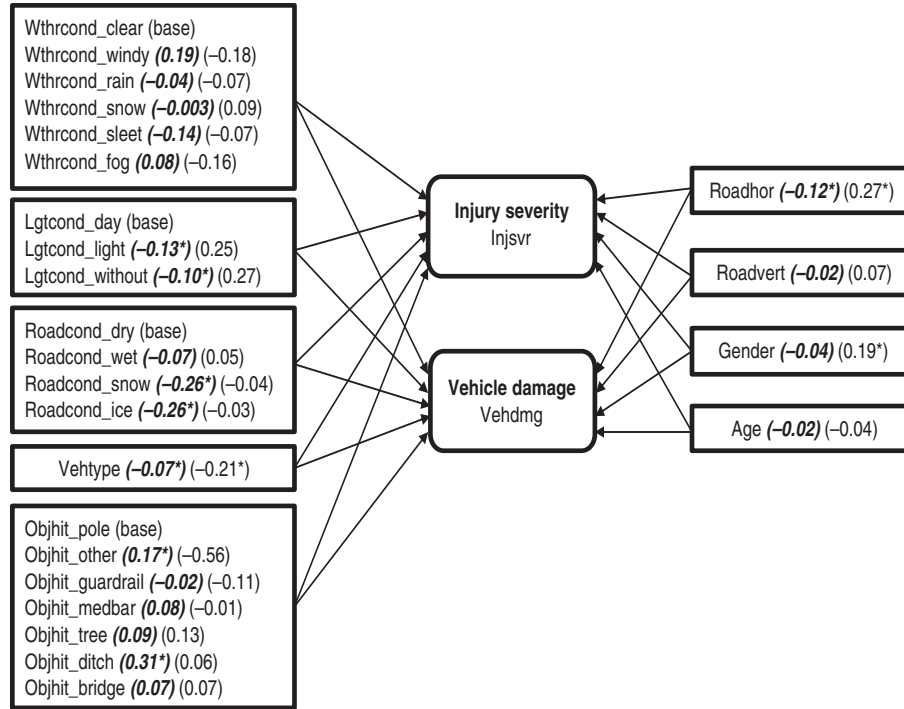 Wthrcond_clear (base)
Wthrcond_windy (0.19) (–0.18)
Wthrcond_rain (–0.04) (–0.07)
Wthrcond_snow (–0.003) (0.09)
Wthrcond_sleet (–0.14) (–0.07)
Wthrcond_fog (0.08) (–0.16)
Lgtcond_day (base)
Lgtcond_light (–0.13*) (0.25)
Lgtcond_without (–0.10*) (0.27)
Roadcond_dry (base)
Roadcond_wet (–0.07) (0.05)
Roadcond_snow (–0.26*) (–0.04)
Roadcond_ice (–0.26*) (–0.03)
Vehtype (–0.07*) (–0.21*)
Objhit_pole (base)
Objhit_other (0.17*) (–0.56)
Objhit_guardrail (–0.02) (–0.11)
Objhit_medbar (0.08) (–0.01)
Objhit_tree (0.09) (0.13)
Objhit_ditch (0.31*) (0.06)
Objhit_bridge (0.07) (0.07)
Injury severity
Injsvr
Vehicle damage
Vehdmg
Roadhor (–0.12*) (0.27*)
Roadvert (–0.02) (0.07)
Gender (–0.04) (0.19*)
Age (–0.02) (–0.04)